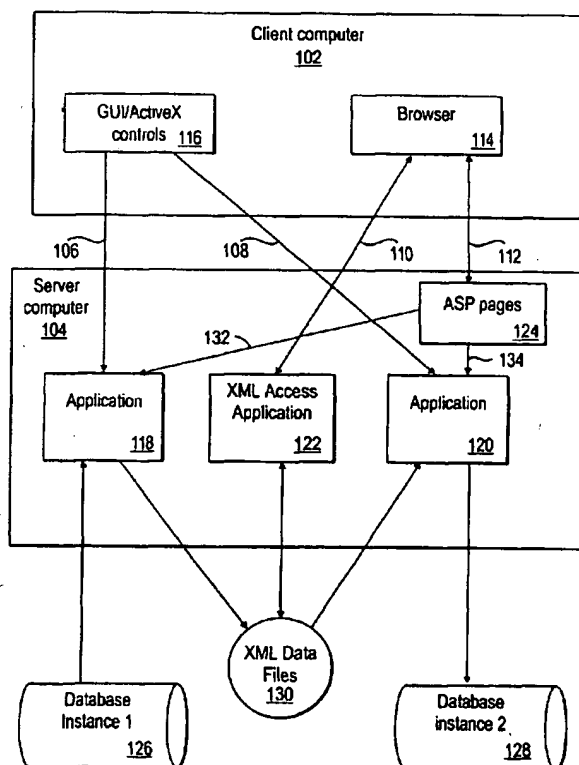 Client computer
102
GUI/ActiveX
controls
116
Browser
114
106
108
110
112
Server
computer
104
ASP pages
124
132
134
Application
118
XML Access
Application
122
Application
120
XML Data
Files
130
Database
Instance 1
126
Database
instance 2
128